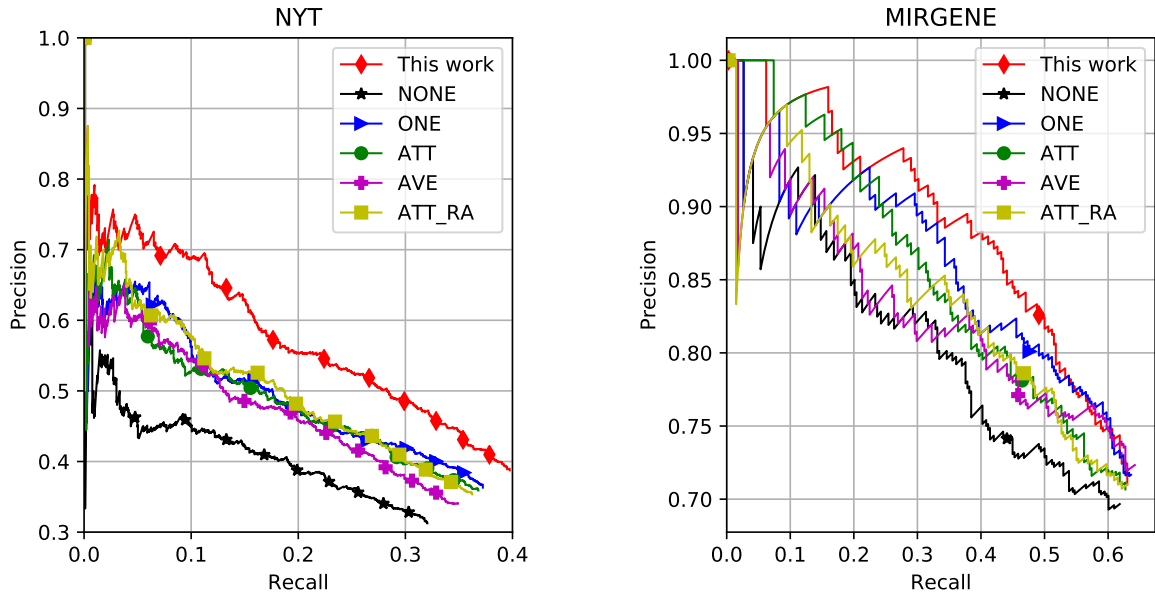 NYT
1.0
0.9
0.8
0.7
0.6
0.5
0.4
0.3
Precision
0.0 0.1 0.2 0.3 0.4
Recall
This work
NONE
ONE
ATT
AVE
ATT_RA
MIRGENE
1.00
0.95
0.90
0.85
0.80
0.75
0.70
Precision
0.0 0.1 0.2 0.3 0.4 0.5 0.6
Recall
This work
NONE
ONE
ATT
AVE
ATT_RA